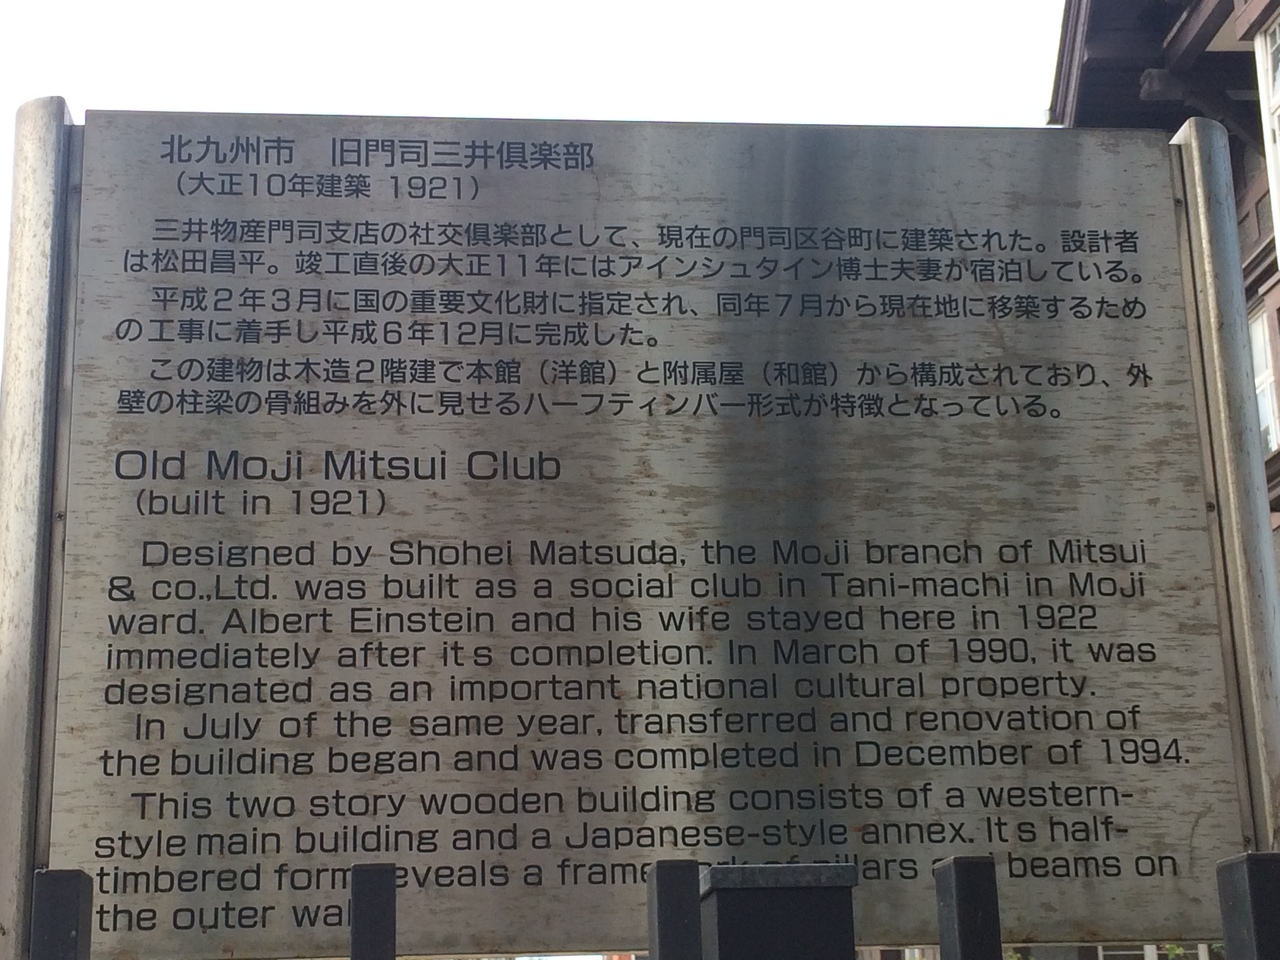 北九州市　旧門司三井倶楽部
（大正10年建築 1921）
三井物産門司支店の社交倶楽部として、現在の門司区谷町に建築された。設計者
は松田昌平。竣工直後の大正11年にはアインシュタイン博士夫妻が宿泊している。
平成2年3月に国の重要文化財に指定され、同年7月から現在地に移築するため
の工事に着手し平成6年12月に完成した。
この建物は木造2階建で本館（洋館）と附属屋（和館）から構成されており、外
壁の柱梁の骨組みを外に見せるハーフティンバー形式が特徴となっている。
Old Moji Mitsui Club
(built in 1921)
Designed by Shohei Matsuda, the Moji branch of Mitsui
& co.,Ltd. was built as a social club in Tani-machi in Moji
ward. Albert Einstein and his wife stayed here in 1922
immediately after it's completion. In March of 1990, it was
designated as an important national cultural property.
In July of the same year, transferred and renovation of
the building began and was completed in December of 1994.
This two story wooden building consists of a western-
style main building and a Japanese-style annex. It's half-
timbered form reveals a framework of pillars and beams on
the outer